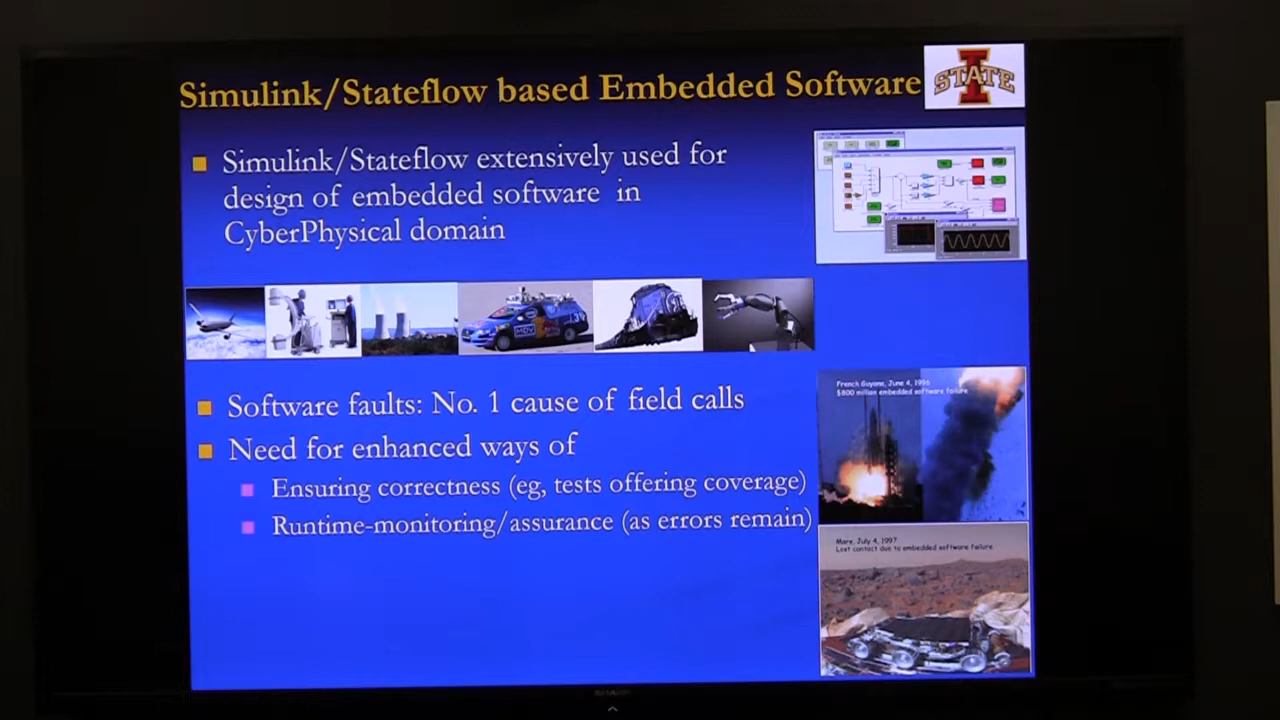 Simulink/Stateflow based Embedded Software
STATE
Simulink/Stateflow extensively used for
design of embedded software in
CyberPhysical domain
Software faults: No. 1 cause of field calls
Need for enhanced ways of
Ensuring correctness (eg, tests offering coverage)
Runtime-monitoring/assurance (as errors remain)
French Guyana, June 4, 1996
$800 million embedded software failure
Mars, July 4, 1997
Lost contact due to embedded software failure